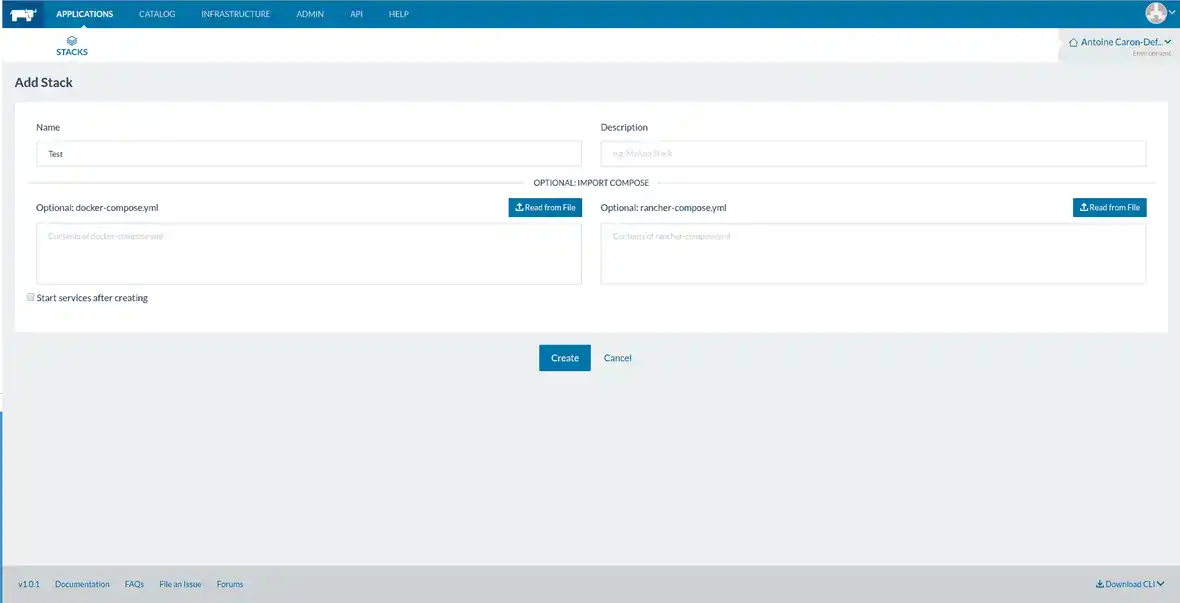 APPLICATIONS CATALOG INFRASTRUCTURE ADMIN API HELP
STACKS
Antoine Caron-Def...
Environment
Add Stack
Name Description
Test e.g. MyApp Stack
OPTIONAL: IMPORT COMPOSE
Optional: docker-compose.yml Read from File Optional: rancher-compose.yml Read from File
Contents of docker-compose.yml Contents of rancher-compose.yml
Start services after creating
Create Cancel
v1.0.1 Documentation FAQs File an Issue Forums Download CLI